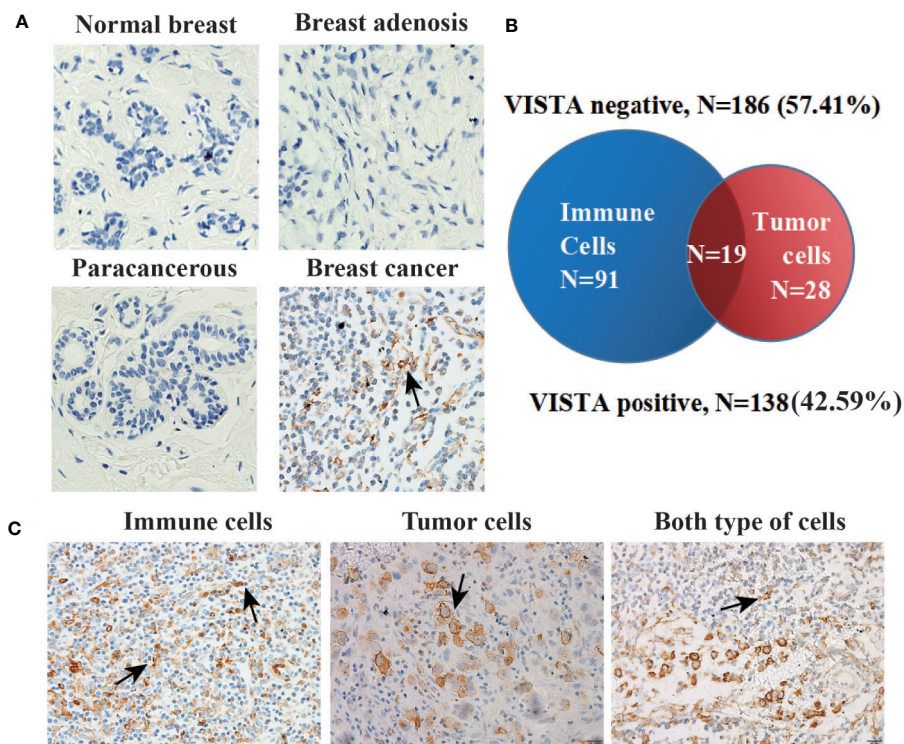 A
Normal breast
Breast adenosis
Paracancerous
Breast cancer
B
VISTA negative, N=186 (57.41%)
Immune
Cells
N=91
N=19
Tumor
cells
N=28
VISTA positive, N=138(42.59%)
C
Immune cells
Tumor cells
Both type of cells